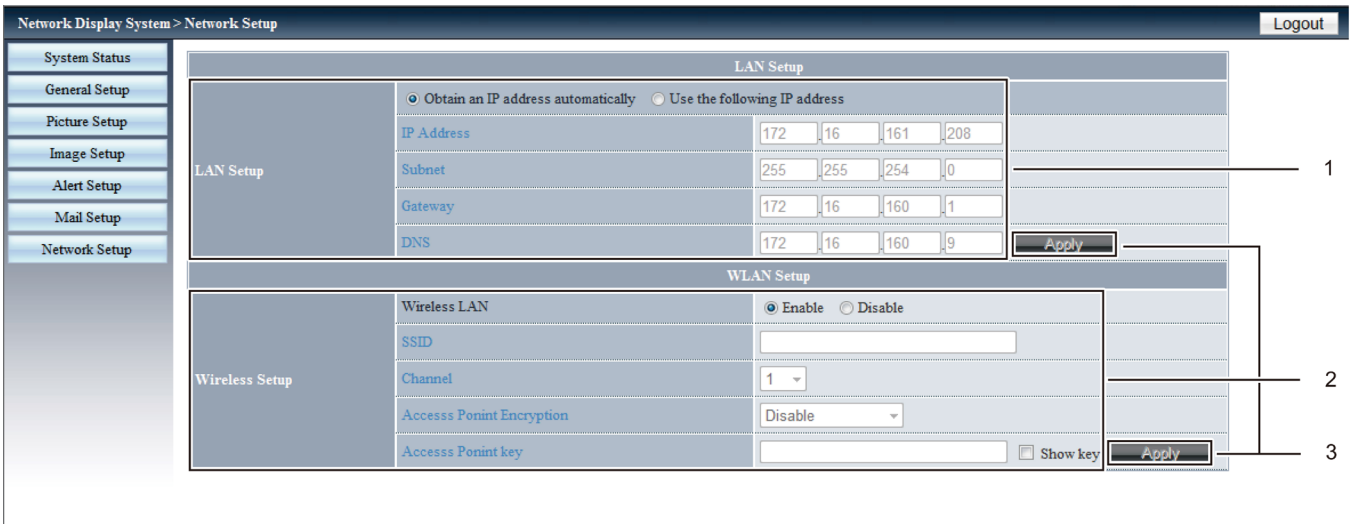 Network Display System > Network Setup
Logout
System Status
General Setup
Picture Setup
Image Setup
Alert Setup
Mail Setup
Network Setup
LAN Setup
LAN Setup
Obtain an IP address automatically Use the following IP address
IP Address 172 .16 .161 .208
Subnet 255 .255 .254 .0
Gateway 172 .16 .160 .1
DNS 172 .16 .160 .9 Apply
1
WLAN Setup
Wireless Setup
Wireless LAN Enable Disable
SSID
Channel 1
Accesss Ponint Encryption Disable
Accesss Ponint key Show key Apply
2
3